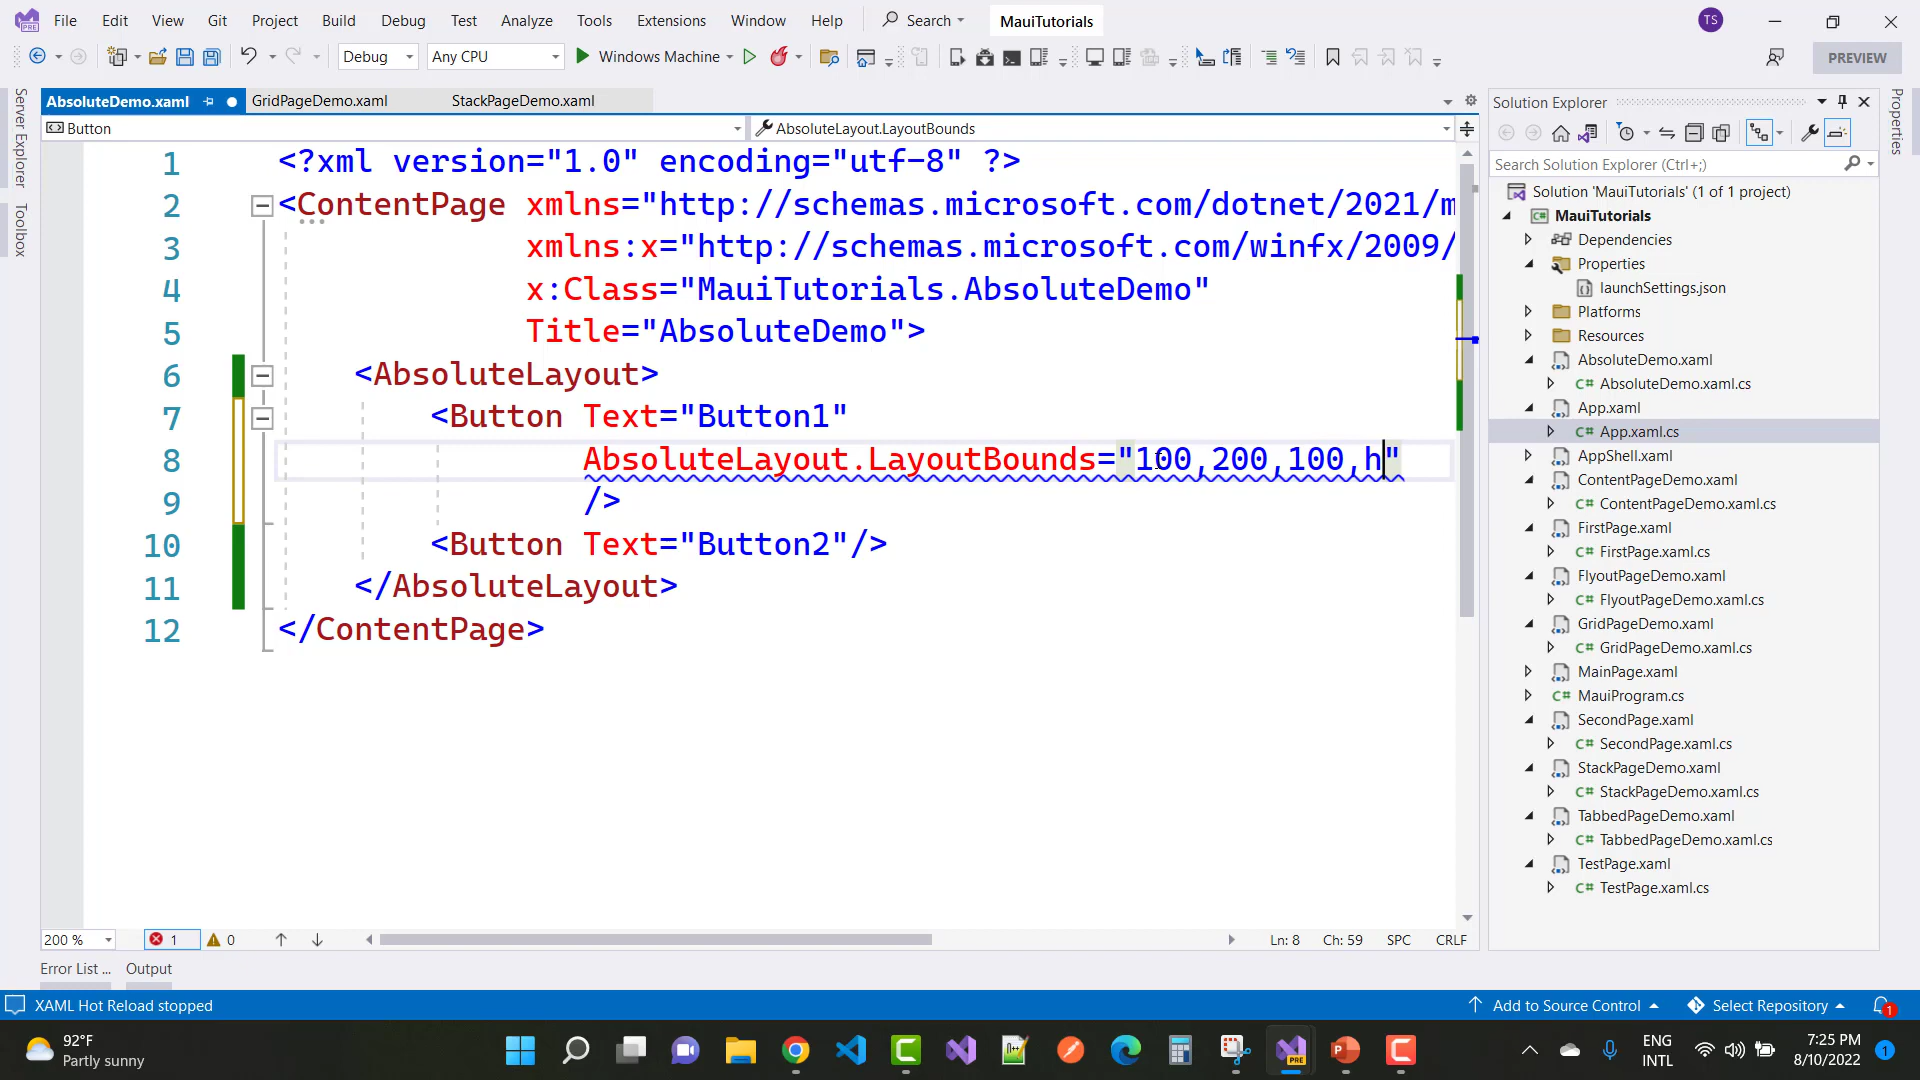 File Edit View Git Project Build Debug Test Analyze Tools Extensions Window Help Search MauiTutorials TS
Debug Any CPU Windows Machine PREVIEW
AbsoluteDemo.xaml GridPageDemo.xaml StackPageDemo.xaml
Button AbsoluteLayout.LayoutBounds
Server Explorer
Toolbox
1 <?xml version="1.0" encoding="utf-8" ?>
2 <ContentPage xmlns="http://schemas.microsoft.com/dotnet/2021/m
3 xmlns:x="http://schemas.microsoft.com/winfx/2009/
4 x:Class="MauiTutorials.AbsoluteDemo"
5 Title="AbsoluteDemo">
6 <AbsoluteLayout>
7 <Button Text="Button1"
8 AbsoluteLayout.LayoutBounds="100,200,100,h"
9 />
10 <Button Text="Button2"/>
11 </AbsoluteLayout>
12 </ContentPage>
200 % 1 0 Ln: 8 Ch: 59 SPC CRLF
Error List ... Output
Solution Explorer
Search Solution Explorer (Ctrl+;)
Solution 'MauiTutorials' (1 of 1 project)
MauiTutorials
Dependencies
Properties
launchSettings.json
Platforms
Resources
AbsoluteDemo.xaml
C# AbsoluteDemo.xaml.cs
App.xaml
C# App.xaml.cs
AppShell.xaml
ContentPageDemo.xaml
C# ContentPageDemo.xaml.cs
FirstPage.xaml
C# FirstPage.xaml.cs
FlyoutPageDemo.xaml
C# FlyoutPageDemo.xaml.cs
GridPageDemo.xaml
C# GridPageDemo.xaml.cs
MainPage.xaml
C# MauiProgram.cs
SecondPage.xaml
C# SecondPage.xaml.cs
StackPageDemo.xaml
C# StackPageDemo.xaml.cs
TabbedPageDemo.xaml
C# TabbedPageDemo.xaml.cs
TestPage.xaml
C# TestPage.xaml.cs
Properties
XAML Hot Reload stopped Add to Source Control Select Repository 1
92°F
Partly sunny
PRE
ENG
INTL
7:25 PM
8/10/2022
1